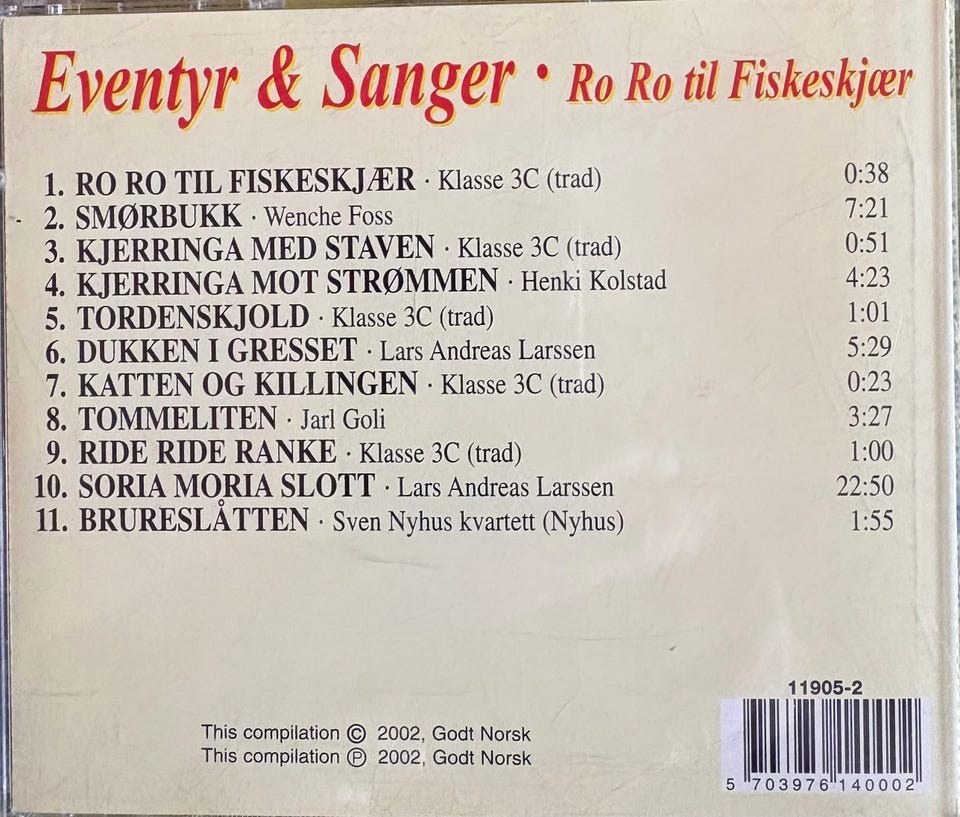 Eventyr & Sanger · Ro Ro til Fiskeskjær
1. RO RO TIL FISKESKJÆR · Klasse 3C (trad) 0:38
2. SMØRBUKK · Wenche Foss 7:21
3. KJERRINGA MED STAVEN · Klasse 3C (trad) 0:51
4. KJERRINGA MOT STRØMMEN · Henki Kolstad 4:23
5. TORDENSKJOLD · Klasse 3C (trad) 1:01
6. DUKKEN I GRESSET · Lars Andreas Larssen 5:29
7. KATTEN OG KILLINGEN · Klasse 3C (trad) 0:23
8. TOMMELITEN · Jarl Goli 3:27
9. RIDE RIDE RANKE · Klasse 3C (trad) 1:00
10. SORIA MORIA SLOTT · Lars Andreas Larssen 22:50
11. BRURESLÅTTEN · Sven Nyhus kvartett (Nyhus) 1:55
11905-2
This compilation © 2002, Godt Norsk
This compilation ℗ 2002, Godt Norsk
5 703976 140002